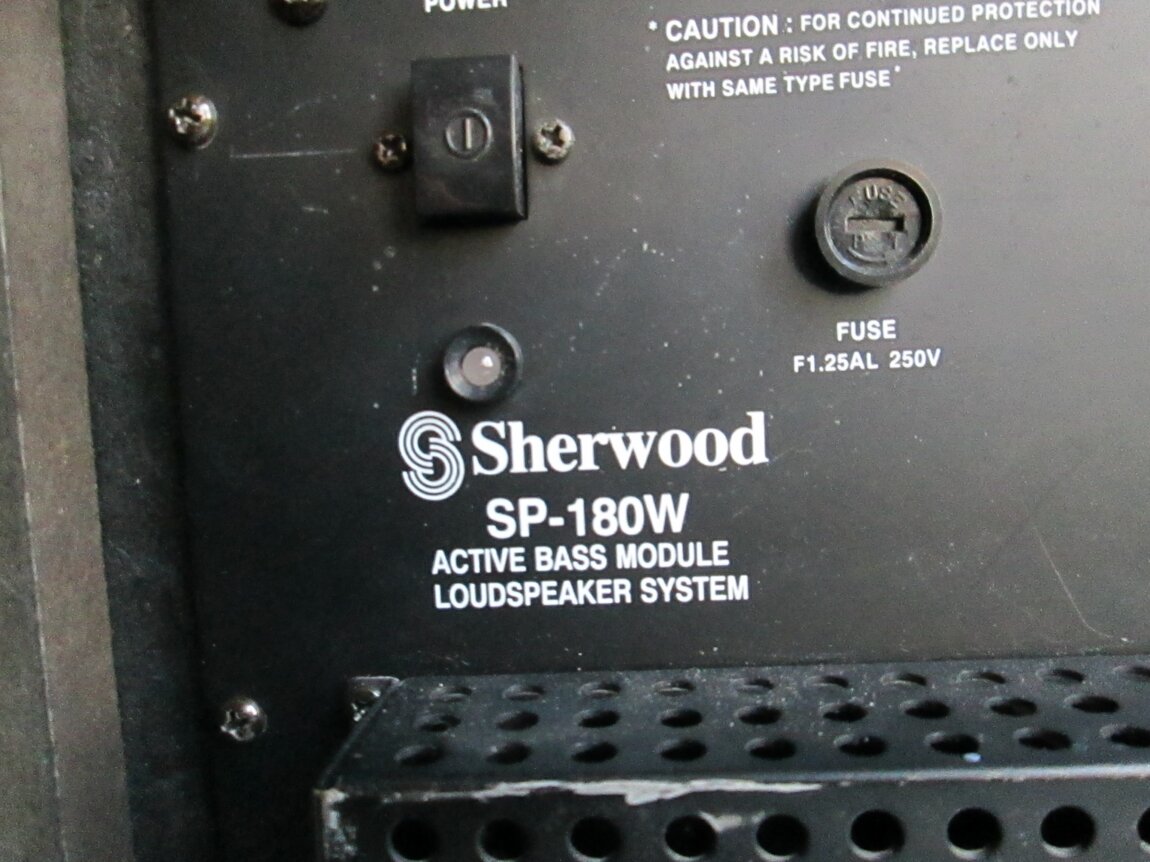 POWER
* CAUTION : FOR CONTINUED PROTECTION
AGAINST A RISK OF FIRE, REPLACE ONLY
WITH SAME TYPE FUSE*
FUSE
FUSE
F1.25AL 250V
Sherwood
SP-180W
ACTIVE BASS MODULE
LOUDSPEAKER SYSTEM